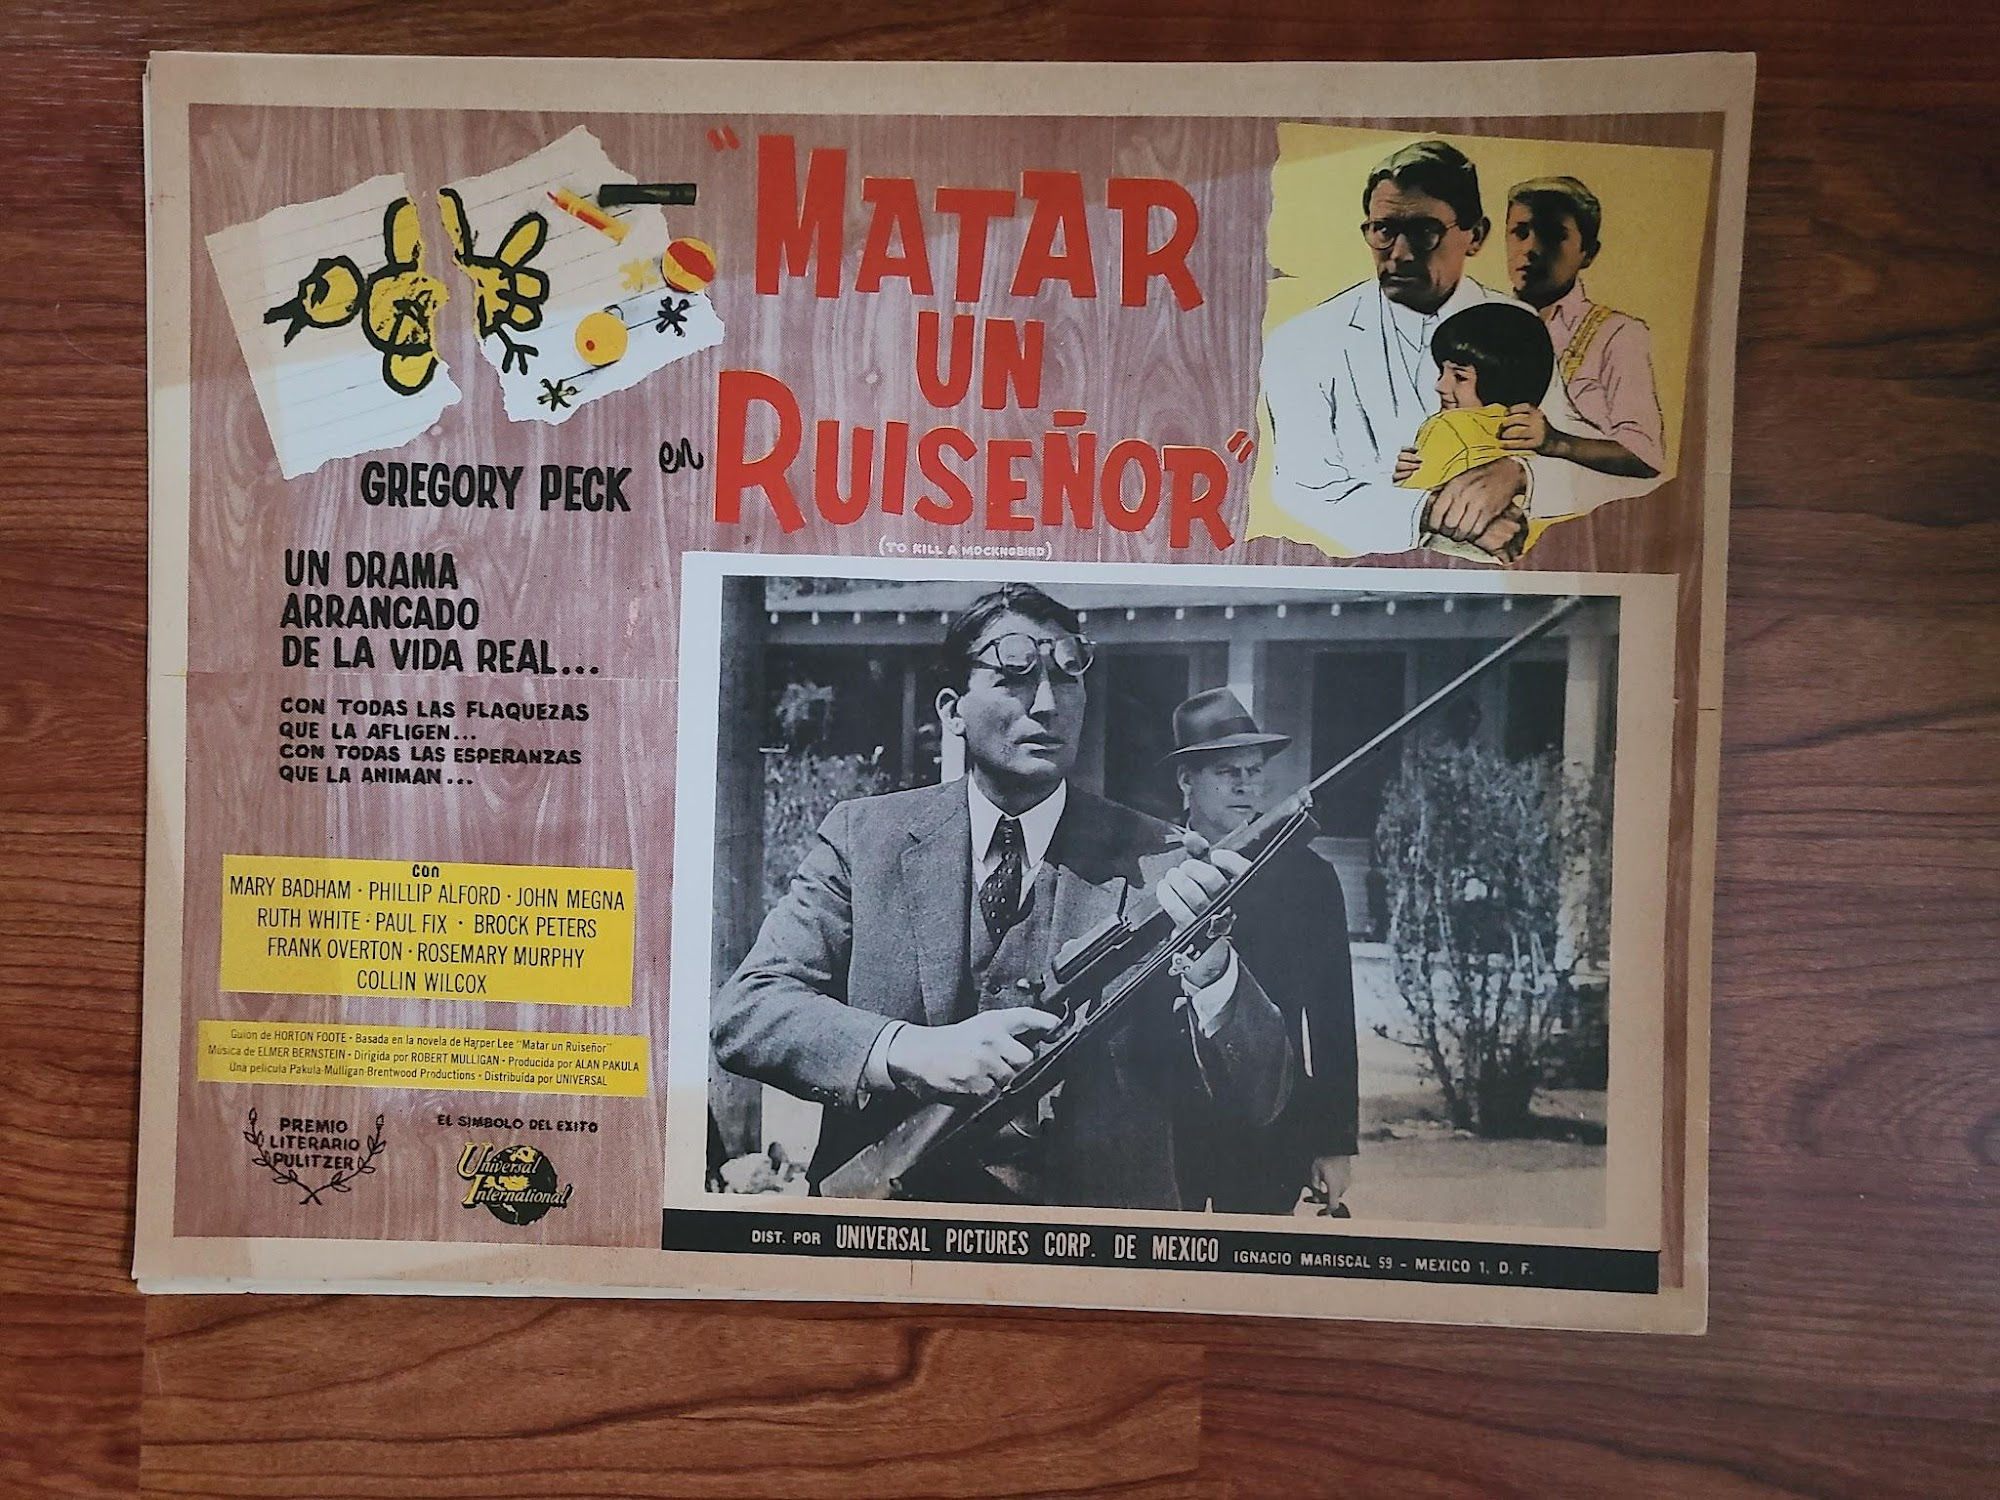 "MATAR
UN
RUISEÑOR"
(TO KILL A MOCKNGBIRD)
GREGORY PECK en
UN DRAMA
ARRANCADO
DE LA VIDA REAL...
CON TODAS LAS FLAQUEZAS
QUE LA AFLIGEN...
CON TODAS LAS ESPERANZAS
QUE LA ANIMAN...
con
MARY BADHAM · PHILLIP ALFORD · JOHN MEGNA
RUTH WHITE · PAUL FIX · BROCK PETERS
FRANK OVERTON · ROSEMARY MURPHY
COLLIN WILCOX
Guión de HORTON FOOTE · Basada en la novela de Harper Lee "Matar un Ruiseñor"
Música de ELMER BERNSTEIN · Dirigida por ROBERT MULLIGAN · Producida por ALAN PAKULA
Una película Pakula-Mulligan-Brentwood Productions · Distribuída por UNIVERSAL
PREMIO
LITERARIO
PULITZER
EL SIMBOLO DEL EXITO
Universal
International
DIST. POR UNIVERSAL PICTURES CORP. DE MEXICO IGNACIO MARISCAL 59 - MEXICO 1, D. F.